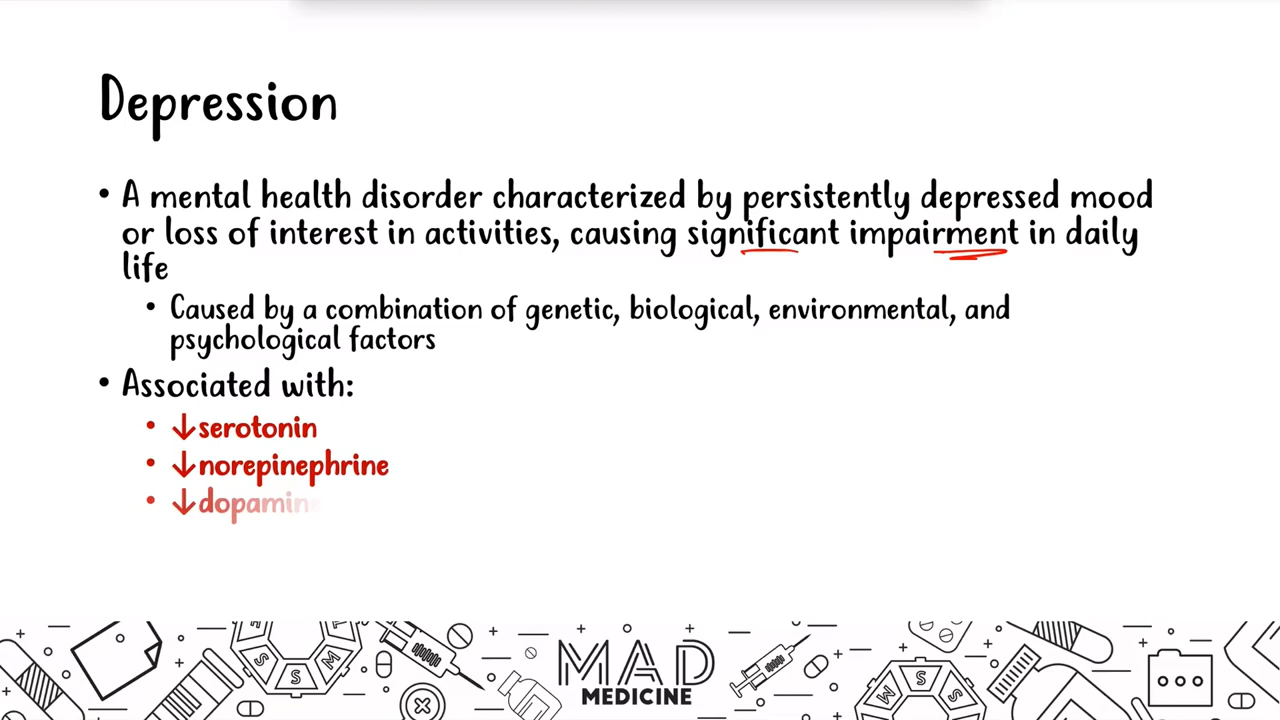 Depression
• A mental health disorder characterized by persistently depressed mood
or loss of interest in activities, causing significant impairment in daily
life
• Caused by a combination of genetic, biological, environmental, and
psychological factors
• Associated with:
• ↓serotonin
• ↓norepinephrine
• ↓dopamine
MAD
MEDICINE